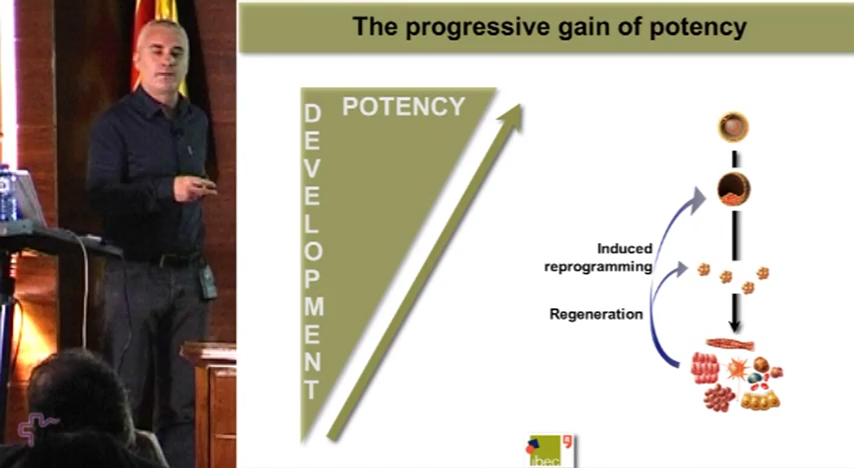 The progressive gain of potency
POTENCY
DEVELOPMENT
Induced
reprogramming
Regeneration
ibec